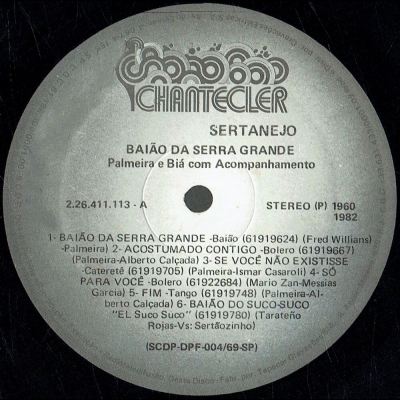 CHANTECLER
SERTANEJO
BAIÃO DA SERRA GRANDE
Palmeira e Biá com Acompanhamento
2.26.411.113 - A
STEREO (P) 1960
1982
1- BAIÃO DA SERRA GRANDE -Baião (61919624) (Fred Willians)
-Palmeira) 2- ACOSTUMADO CONTIGO -Bolero (61919667)
(Palmeira-Alberto Calçada) 3- SE VOCÊ NÃO EXISTISSE
-Cateretê (61919705) (Palmeira-Ismar Casaroli) 4- SÓ
PARA VOCÊ -Bolero (61922684) (Mario Zan-Messias
Garcia) 5- FIM -Tango (61919748) (Palmeira-Al-
berto Calçada) 6- BAIÃO DO SUCO-SUCO
"EL Suco Suco" (61919780) (Tarateño
Rojas-Vs: Sertãozinho)
(SCDP-DPF-004/69-SP)